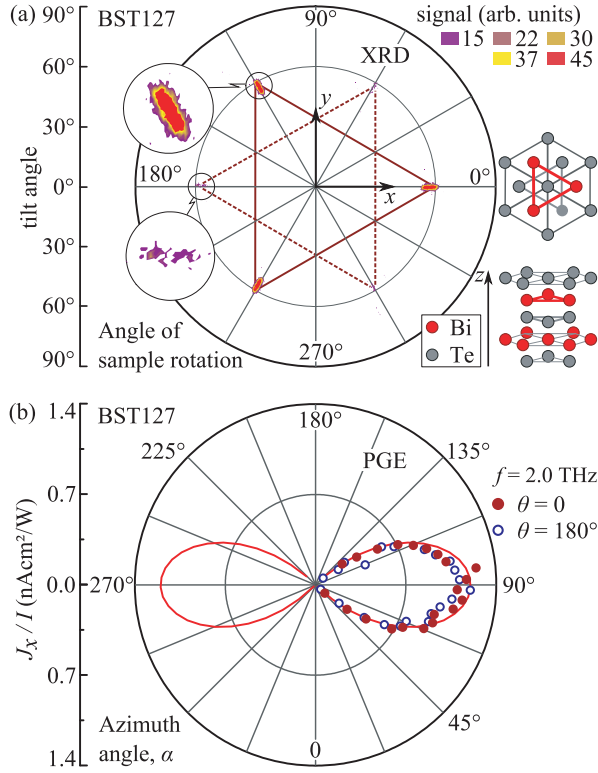 (a)
BST127
90°
signal (arb. units)
15
22
30
37
45
XRD
90°
60°
30°
0°
30°
60°
90°
tilt angle
y
x
180°
0°
270°
Angle of
sample rotation
z
Bi
Te
(b)
BST127
180°
225°
135°
PGE
f = 2.0 THz
θ = 0
θ = 180°
1.4
0.7
0.0
0.7
1.4
Jx / I (nAcm²/W)
270°
90°
45°
0
Azimuth
angle, α